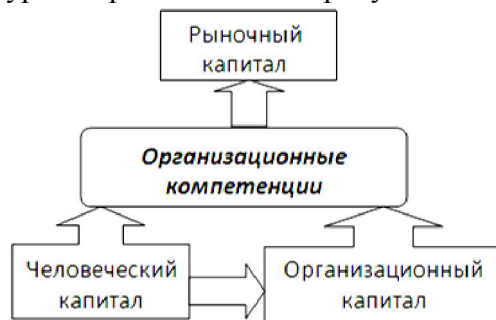 Рыночный
капитал
Организационные
компетенции
Человеческий
капитал
Организационный
капитал